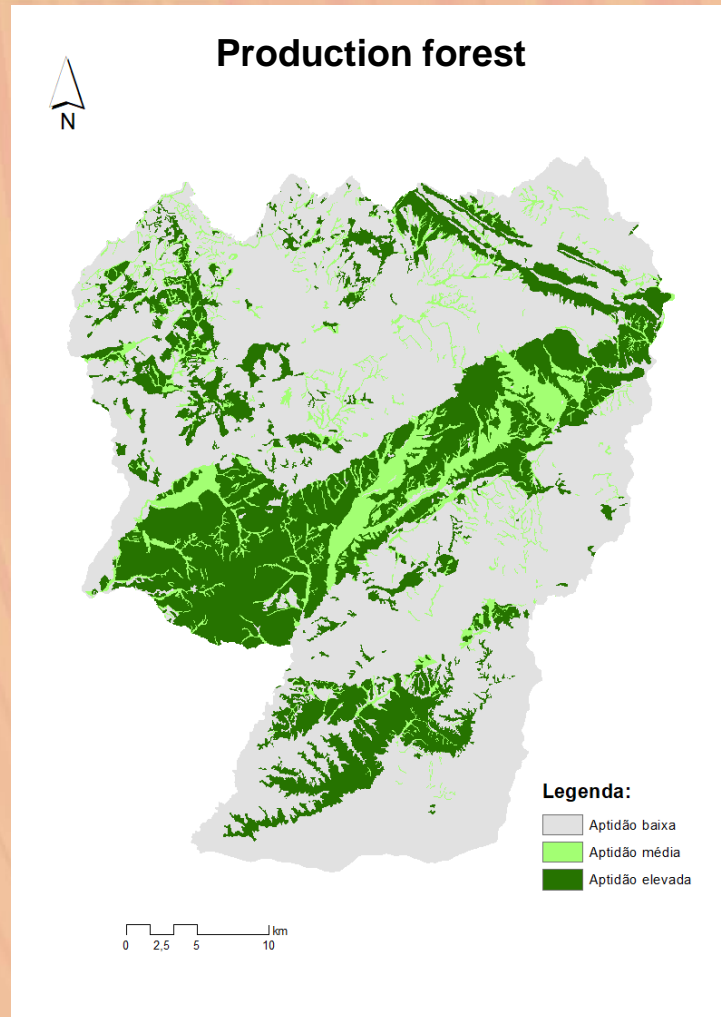 Production forest
N
Legenda:
Aptidão baixa
Aptidão média
Aptidão elevada
km
0 2,5 5 10